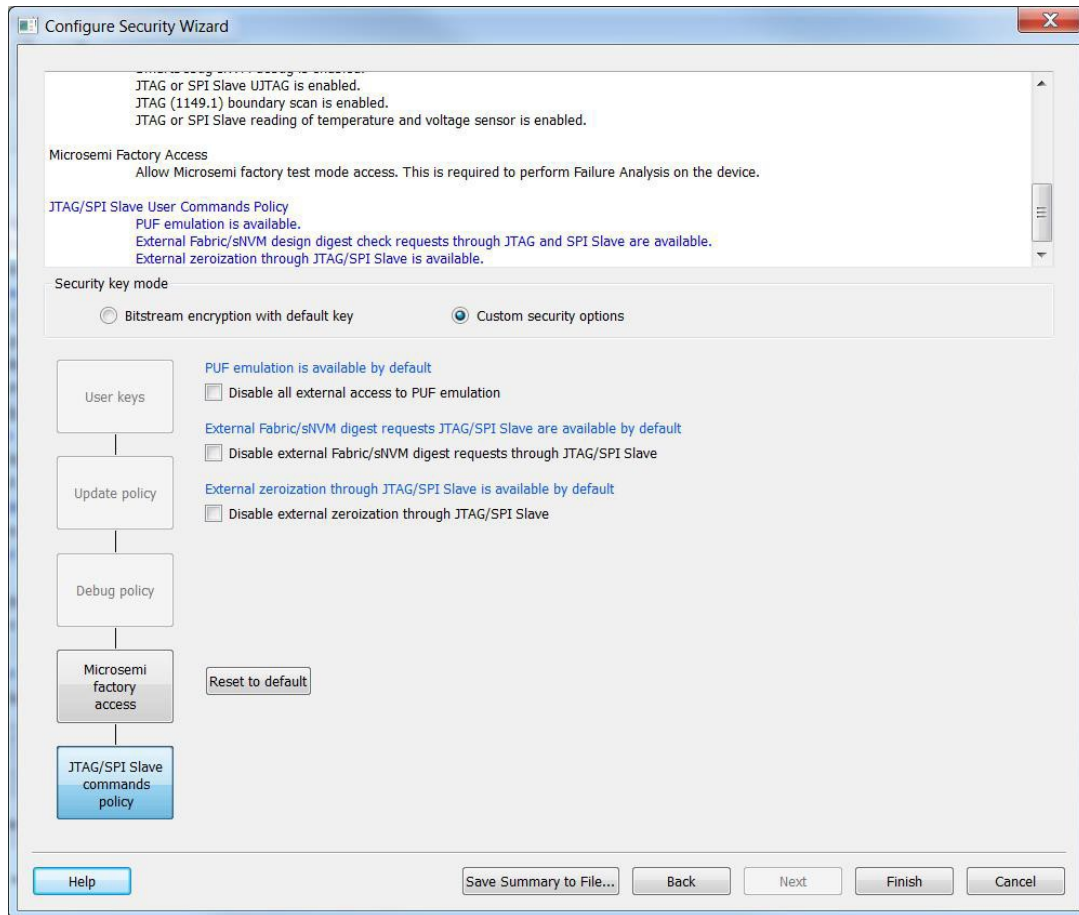 Configure Security Wizard
JTAG or SPI Slave UJTAG is enabled.
JTAG (1149.1) boundary scan is enabled.
JTAG or SPI Slave reading of temperature and voltage sensor is enabled.
Microsemi Factory Access
Allow Microsemi factory test mode access. This is required to perform Failure Analysis on the device.
JTAG/SPI Slave User Commands Policy
PUF emulation is available.
External Fabric/sNVM design digest check requests through JTAG and SPI Slave are available.
External zeroization through JTAG/SPI Slave is available.
Security key mode
Bitstream encryption with default key
Custom security options
User keys
Update policy
Debug policy
Microsemi
factory
access
JTAG/SPI Slave
commands
policy
PUF emulation is available by default
Disable all external access to PUF emulation
External Fabric/sNVM digest requests JTAG/SPI Slave are available by default
Disable external Fabric/sNVM digest requests through JTAG/SPI Slave
External zeroization through JTAG/SPI Slave is available by default
Disable external zeroization through JTAG/SPI Slave
Reset to default
Help
Save Summary to File...
Back
Next
Finish
Cancel